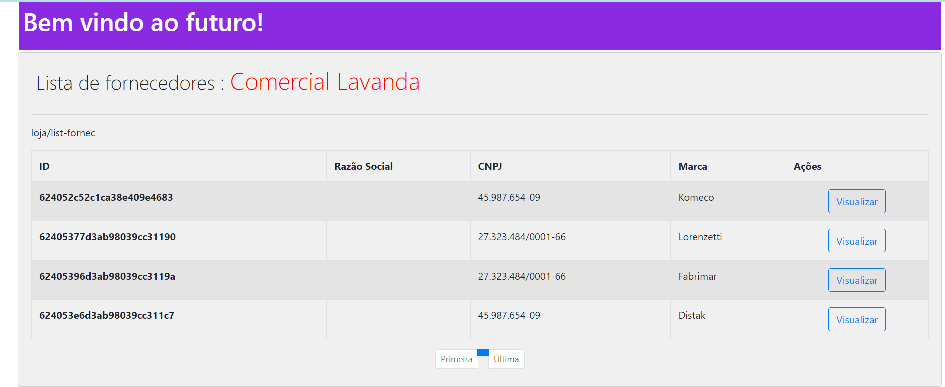 Bem vindo ao futuro!
Lista de fornecedores : Comercial Lavanda
loja/list-fornec
ID Razão Social CNPJ Marca Ações
624052c52c1ca38e409e4683 45.987.654-09 Komeco Visualizar
62405377d3ab98039cc31190 27.323.484/0001-66 Lorenzetti Visualizar
62405396d3ab98039cc3119a 27.323.484/0001-66 Fabrimar Visualizar
624053e6d3ab98039cc311c7 45.987.654-09 Distak Visualizar
Primeira Última